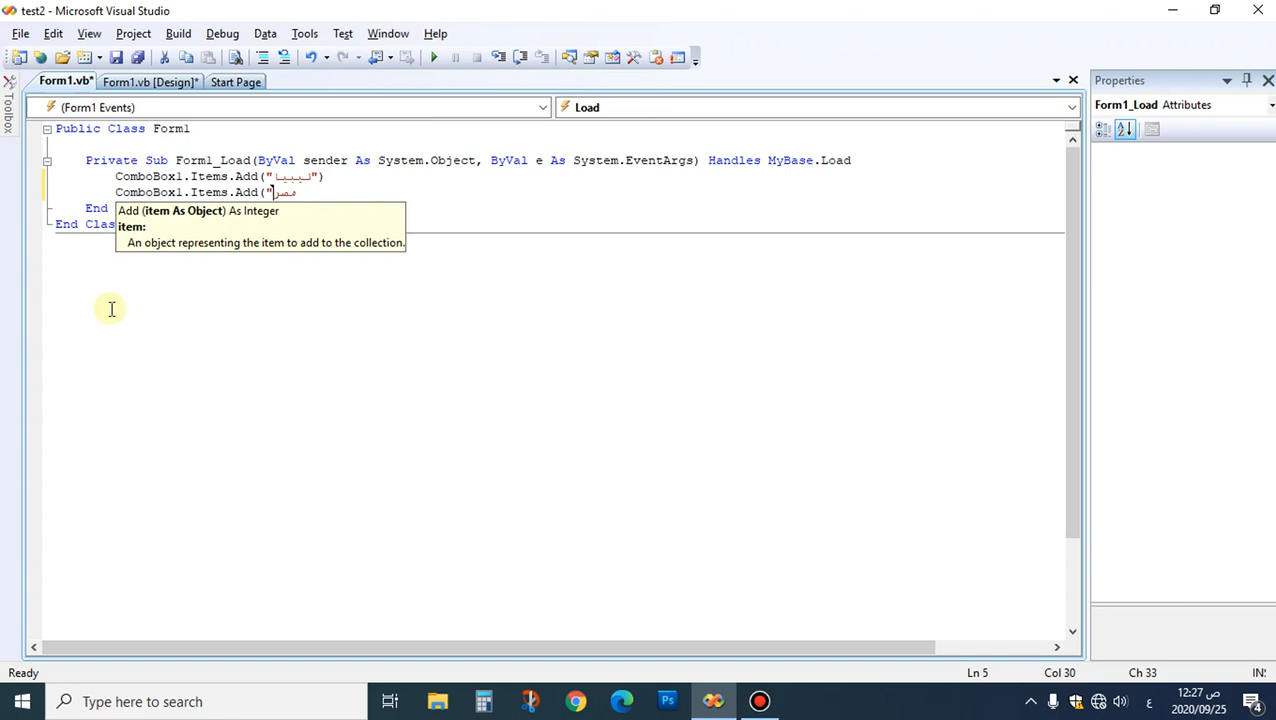 test2 - Microsoft Visual Studio
File Edit View Project Build Debug Data Tools Test Window Help
Form1.vb* Form1.vb [Design]* Start Page
Properties
(Form1 Events) Load
Form1_Load Attributes
Toolbox
Public Class Form1
Private Sub Form1_Load(ByVal sender As System.Object, ByVal e As System.EventArgs) Handles MyBase.Load
ComboBox1.Items.Add("ليبيا")
ComboBox1.Items.Add("مصر
End
End Clas
Add (item As Object) As Integer
item:
An object representing the item to add to the collection.
Ready Ln 5 Col 30 Ch 33 INS
Type here to search
Ps
ع
12:27 ص
2020/09/25
4